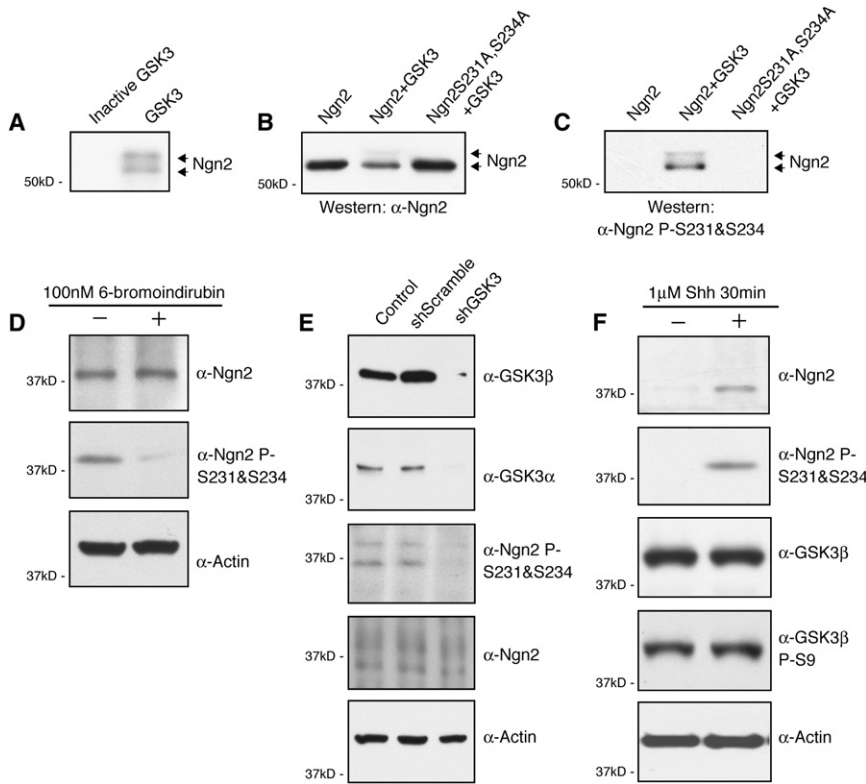 A
Inactive GSK3
GSK3
Ngn2
50kD -
B
Ngn2
Ngn2+GSK3
Ngn2S231A,S234A
+GSK3
Ngn2
50kD -
Western: α-Ngn2
C
Ngn2
Ngn2+GSK3
Ngn2S231A,S234A
+GSK3
Ngn2
50kD -
Western:
α-Ngn2 P-S231&S234
D
100nM 6-bromoindirubin
− +
37kD -
α-Ngn2
37kD -
α-Ngn2 P-
S231&S234
α-Actin
37kD -
E
Control
shScramble
shGSK3
37kD -
α-GSK3β
α-GSK3α
37kD -
α-Ngn2 P-
S231&S234
37kD -
α-Ngn2
37kD -
α-Actin
37kD -
F
1μM Shh 30min
− +
α-Ngn2
37kD -
α-Ngn2 P-
S231&S234
37kD -
α-GSK3β
37kD -
α-GSK3β
P-S9
37kD -
α-Actin
37kD -